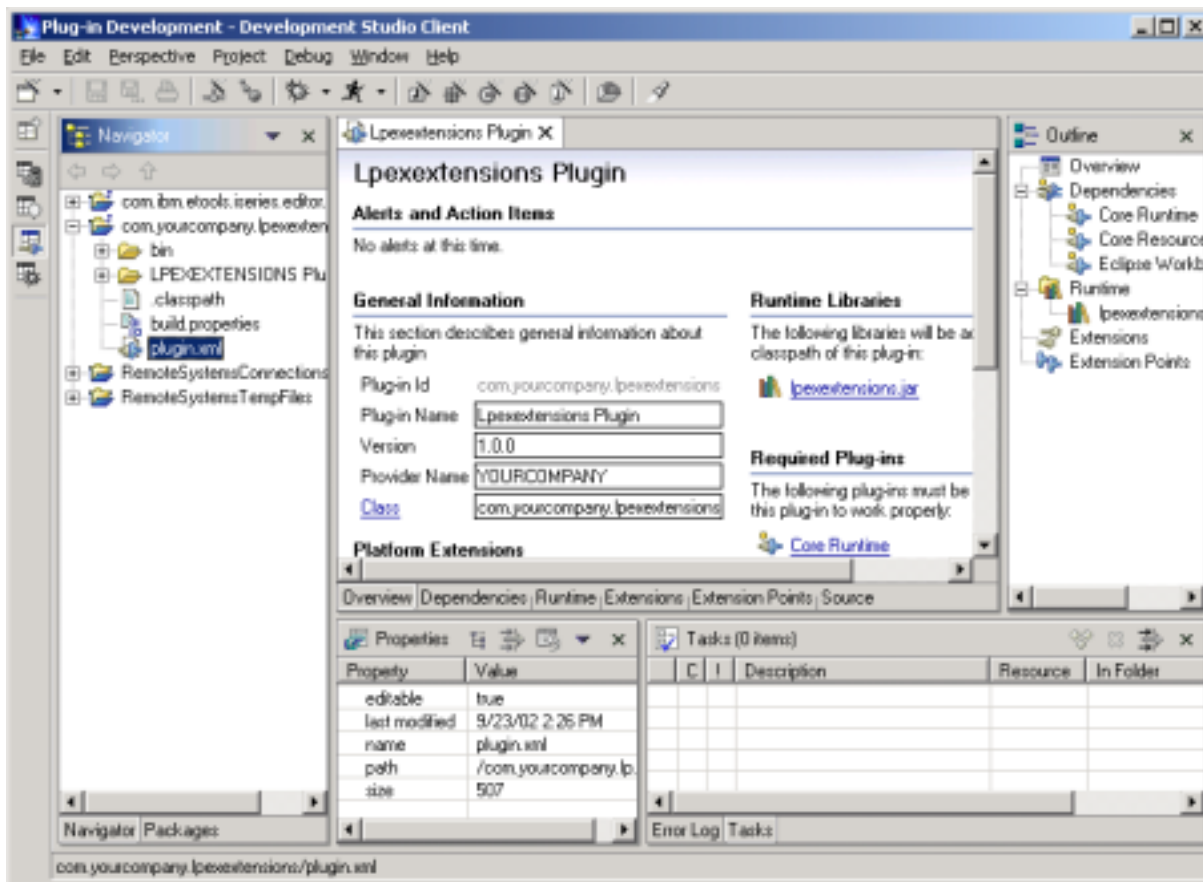 Plug-in Development - Development Studio Client
File Edit Perspective Project Debug Window Help
Navigator
com.ibm.etools.iseries.editor.
com.yourcompany.lpexexten
bin
LPEXEXTENSIONS Plu
.classpath
build.properties
plugin.xml
RemoteSystemsConnections
RemoteSystemsTempFiles
Navigator Packages
Lpexextensions Plugin
Lpexextensions Plugin
Alerts and Action Items
No alerts at this time.
General Information
This section describes general information about
this plugin
Plug-in Id com.yourcompany.lpexextensions
Plug-in Name Lpexextensions Plugin
Version 1.0.0
Provider Name YOURCOMPANY
Class com.yourcompany.lpexextensions
Platform Extensions
Runtime Libraries
The following libraries will be ad
classpath of this plug-in:
lpexextensions.jar
Required Plug-ins
The following plug-ins must be
this plug-in to work properly:
Core Runtime
Overview Dependencies Runtime Extensions Extension Points Source
Outline
Overview
Dependencies
Core Runtime
Core Resource
Eclipse Workb
Runtime
lpexextensions
Extensions
Extension Points
Properties
Property Value
editable true
last modified 9/23/02 2:26 PM
name plugin.xml
path /com.yourcompany.lp.
size 507
Tasks (0 items)
C ! Description Resource In Folder
Error Log Tasks
com.yourcompany.lpexextensions/plugin.xml